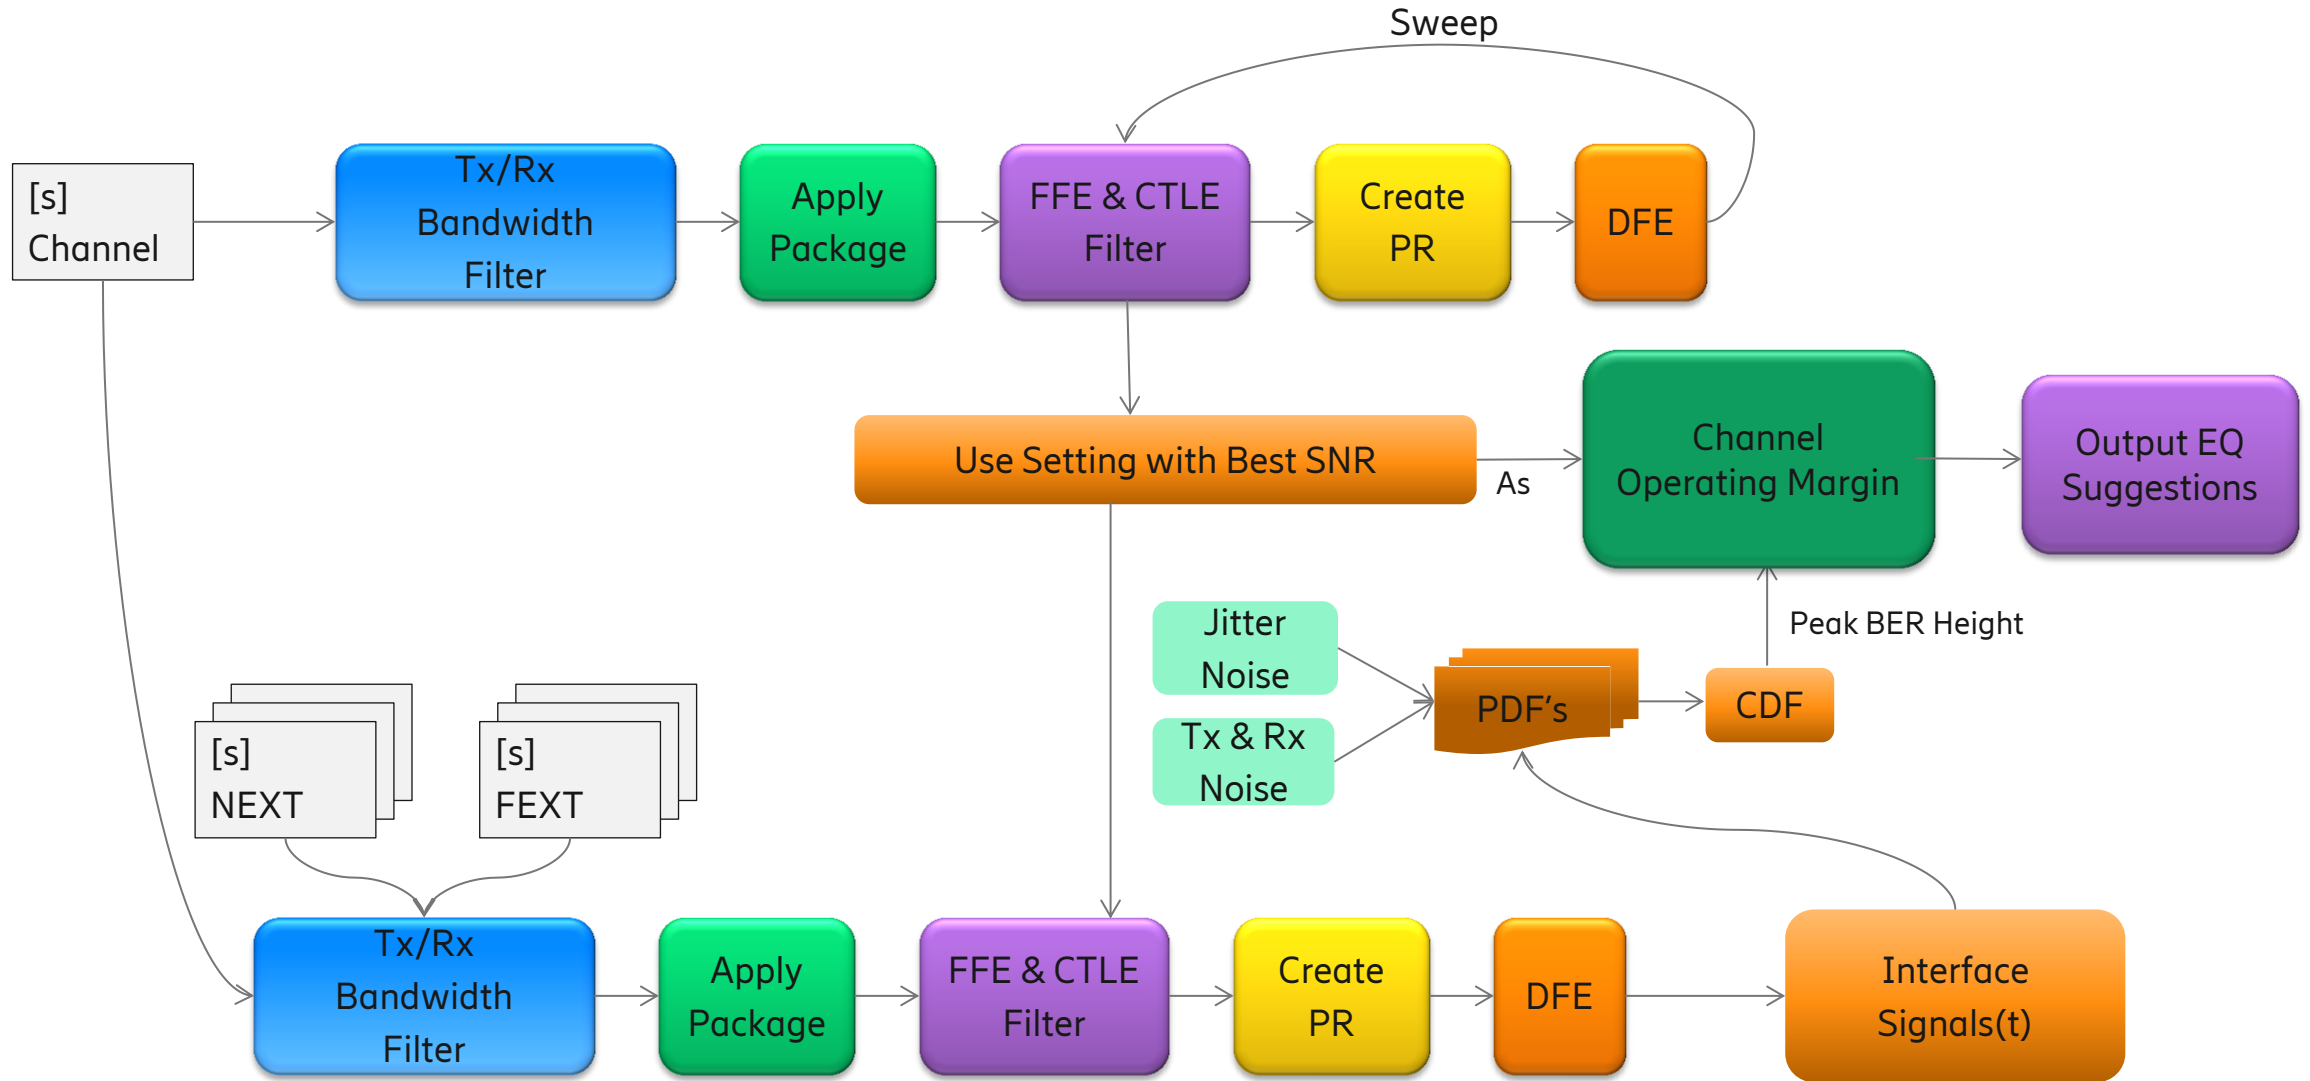 Sweep
[s]
Channel
Tx/Rx
Bandwidth
Filter
Apply
Package
FFE & CTLE
Filter
Create
PR
DFE
Use Setting with Best SNR
As
Channel
Operating Margin
Output EQ
Suggestions
Jitter
Noise
Tx & Rx
Noise
PDF’s
CDF
Peak BER Height
[s]
NEXT
[s]
FEXT
Tx/Rx
Bandwidth
Filter
Apply
Package
FFE & CTLE
Filter
Create
PR
DFE
Interface
Signals(t)